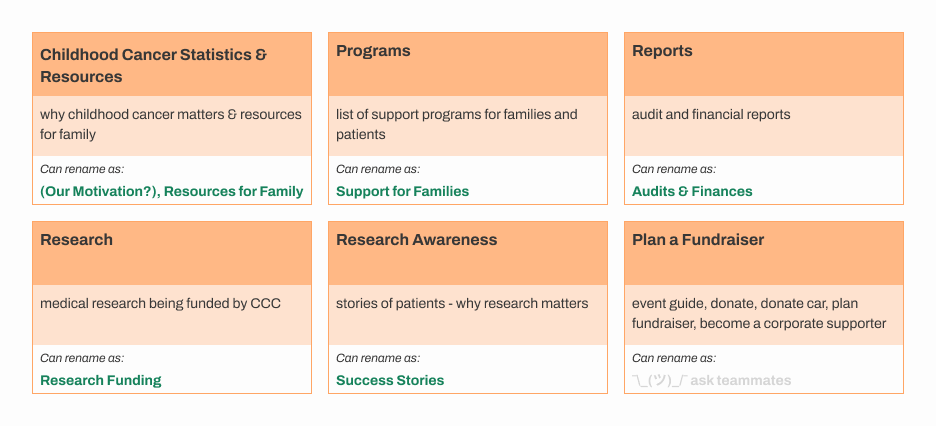 Childhood Cancer Statistics &
Resources
why childhood cancer matters & resources
for family
Can rename as:
(Our Motivation?), Resources for Family
Programs
list of support programs for families and
patients
Can rename as:
Support for Families
Reports
audit and financial reports
Can rename as:
Audits & Finances
Research
medical research being funded by CCC
Can rename as:
Research Funding
Research Awareness
stories of patients - why research matters
Can rename as:
Success Stories
Plan a Fundraiser
event guide, donate, donate car, plan
fundraiser, become a corporate supporter
Can rename as:
¯\_(ツ)_/¯ ask teammates